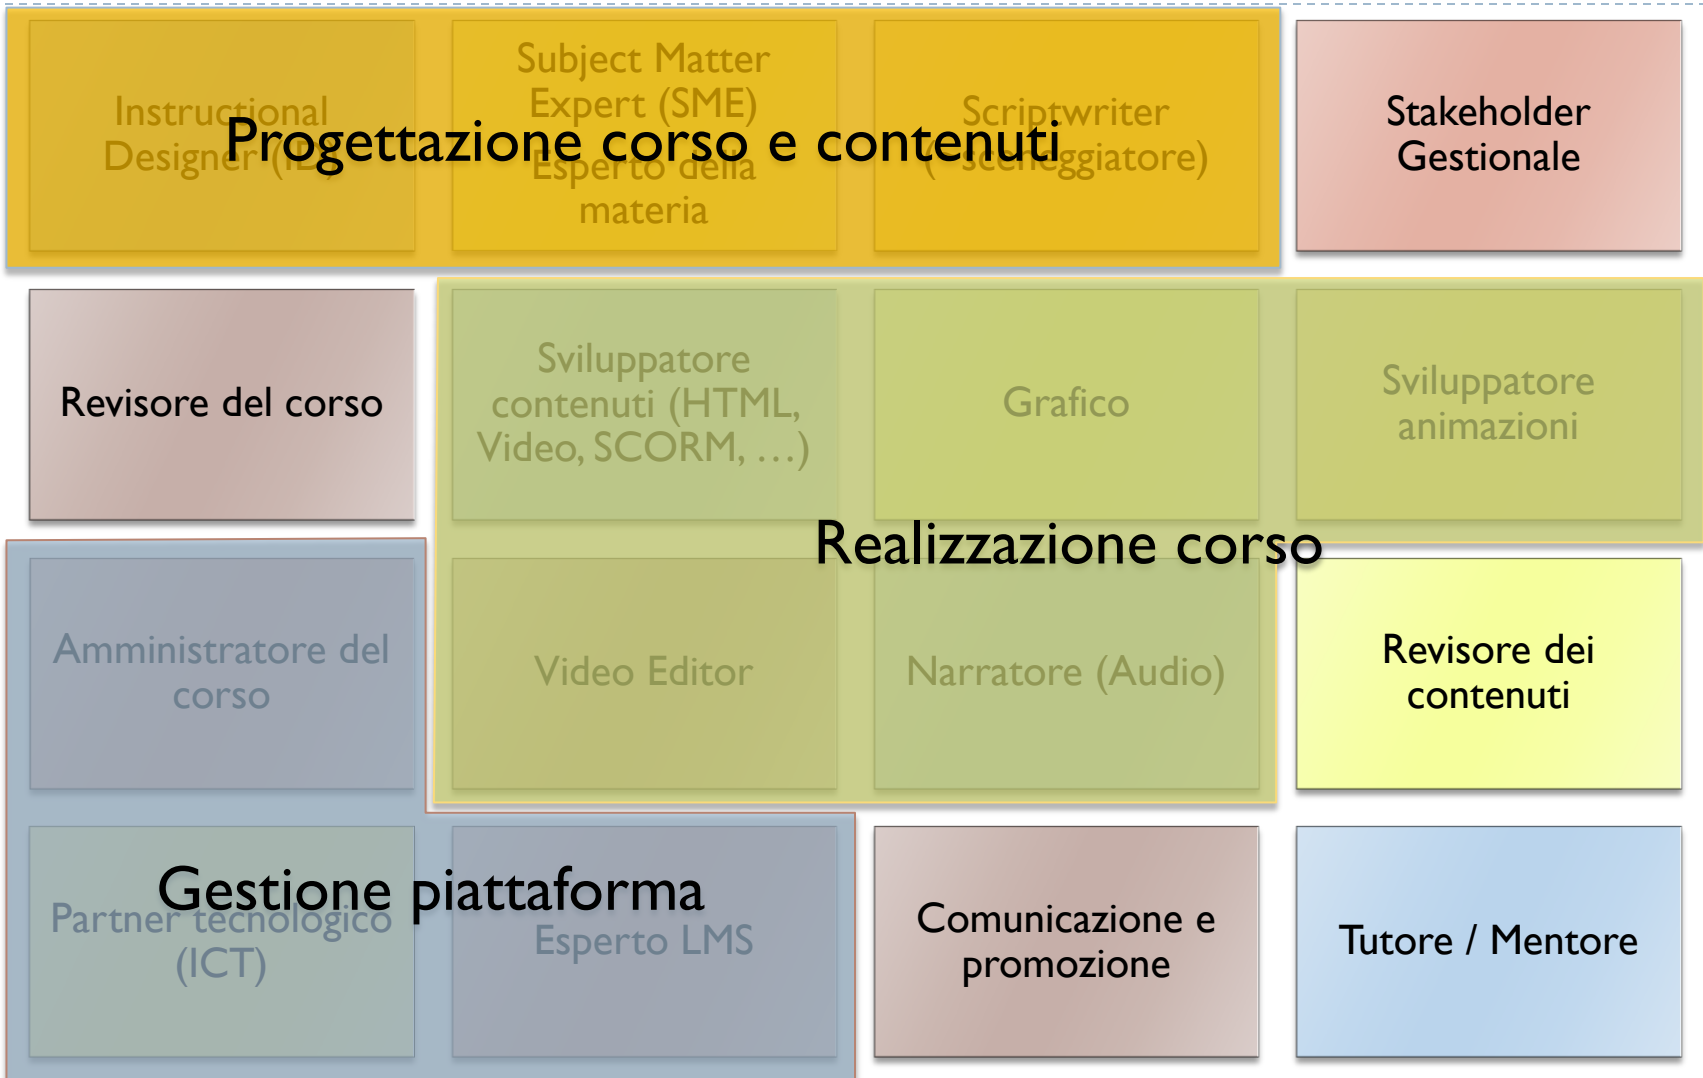 Instructional
Designer (ID)
Subject Matter
Expert (SME)
Esperto della
materia
Scriptwriter
sceneggiatore)
Progettazione corso e contenuti
Stakeholder
Gestionale
Revisore del corso
Sviluppatore
contenuti (HTML,
Video, SCORM, …)
Grafico
Sviluppatore
animazioni
Realizzazione corso
Amministratore del
corso
Video Editor
Narratore (Audio)
Revisore dei
contenuti
Gestione piattaforma
Partner tecnologico
(ICT)
Esperto LMS
Comunicazione e
promozione
Tutore / Mentore